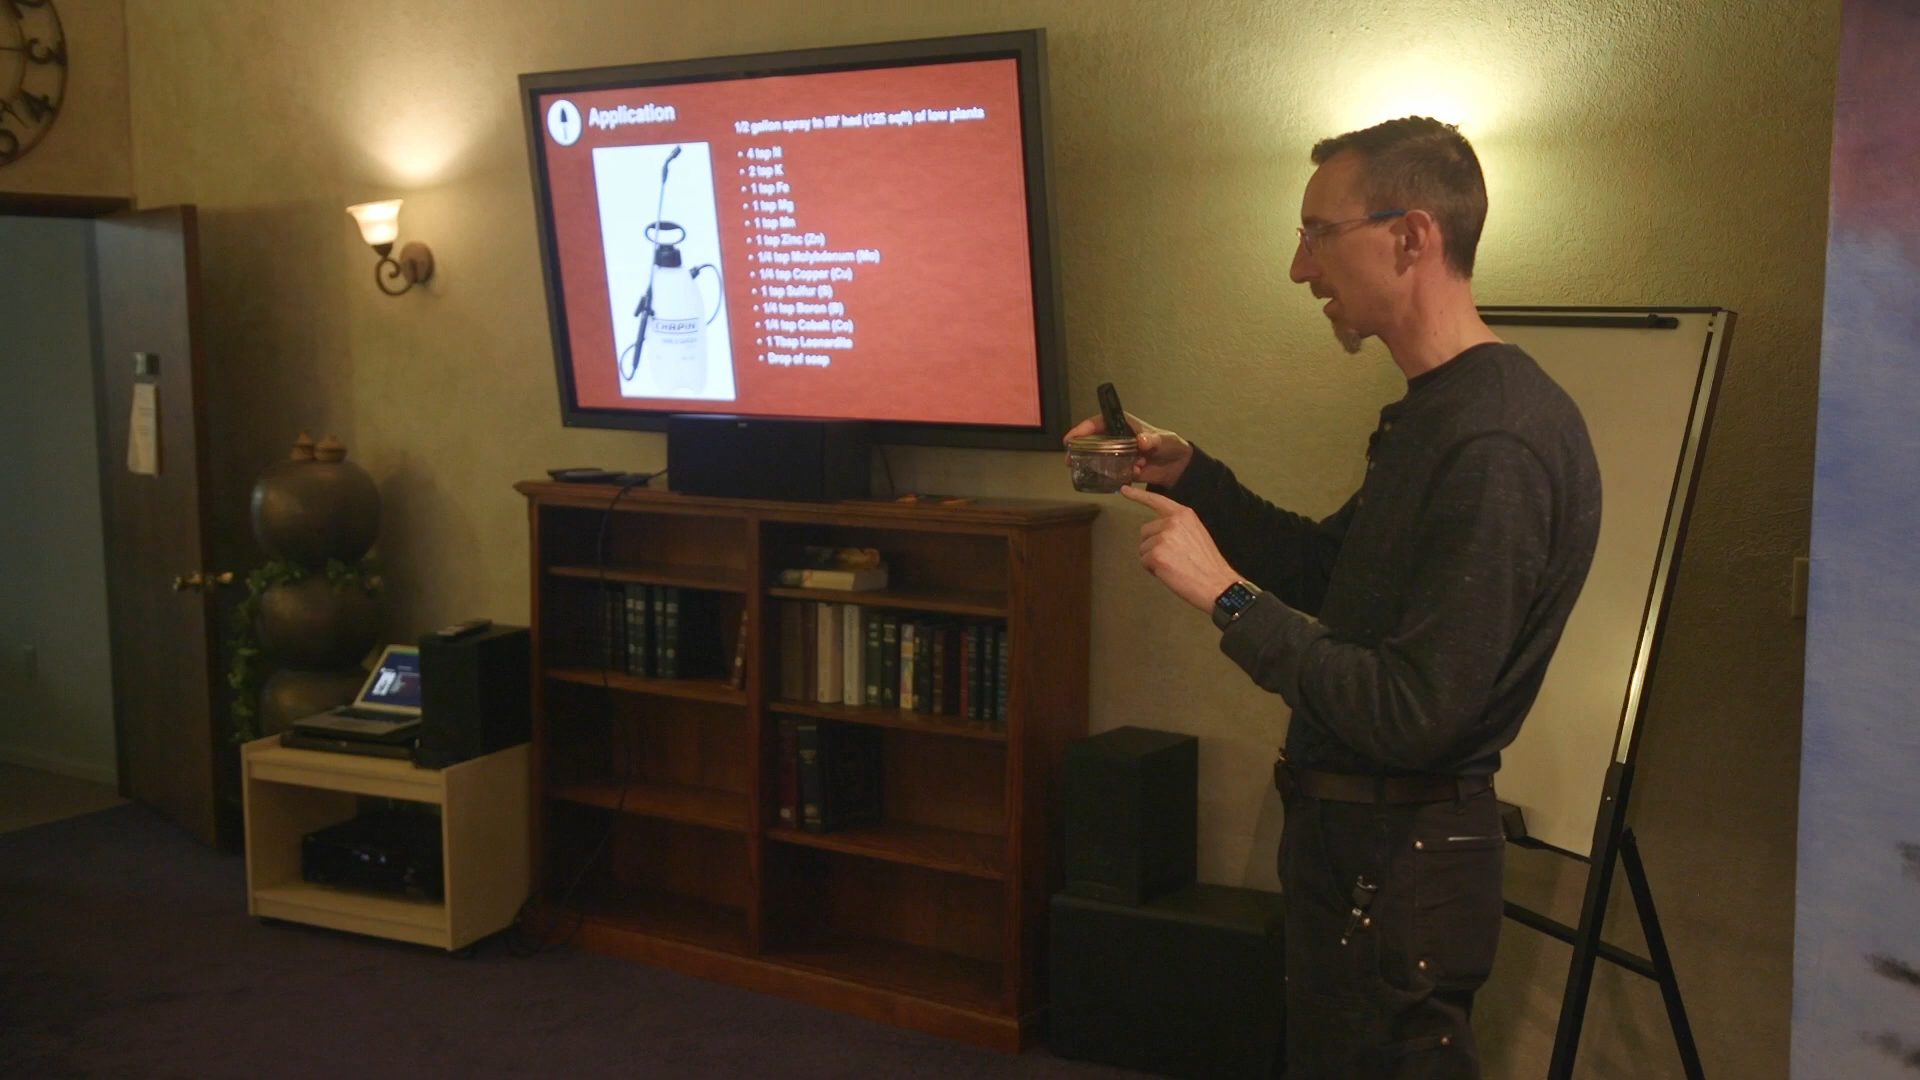 Application
1/2 gallon spray to 50' bed (125 sqft) of low plants
• 4 tsp N
• 2 tsp K
• 1 tsp Fe
• 1 tsp Mg
• 1 tsp Mn
• 1 tsp Zinc (Zn)
• 1/4 tsp Molybdenum (Mo)
• 1/4 tsp Copper (Cu)
• 1 tsp Sulfur (S)
• 1/4 tsp Boron (B)
• 1/4 tsp Cobalt (Co)
• 1 Tbsp Leonardite
• Drop of soap
CHAPIN
3
4